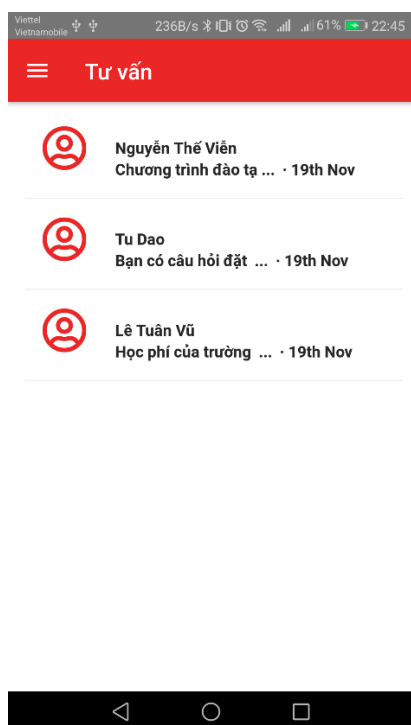 Viettel
Vietnamobile
236B/s 61% 22:45
Tư vấn
Nguyễn Thế Viễn
Chương trình đào tạ ... · 19th Nov
Tu Dao
Bạn có câu hỏi đặt ... · 19th Nov
Lê Tuân Vũ
Học phí của trường ... · 19th Nov